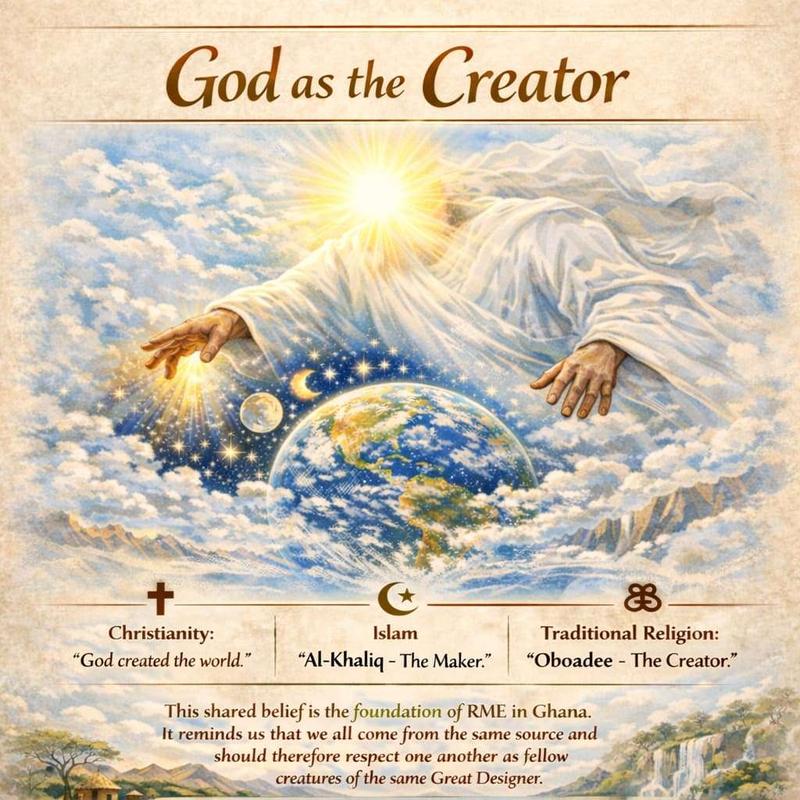 God as the Creator
Christianity:
"God created the world."
Islam
"Al-Khaliq - The Maker."
Traditional Religion:
"Oboadee - The Creator."
This shared belief is the foundation of RME in Ghana.
It reminds us that we all come from the same source and
should therefore respect one another as fellow
creatures of the same Great Designer.